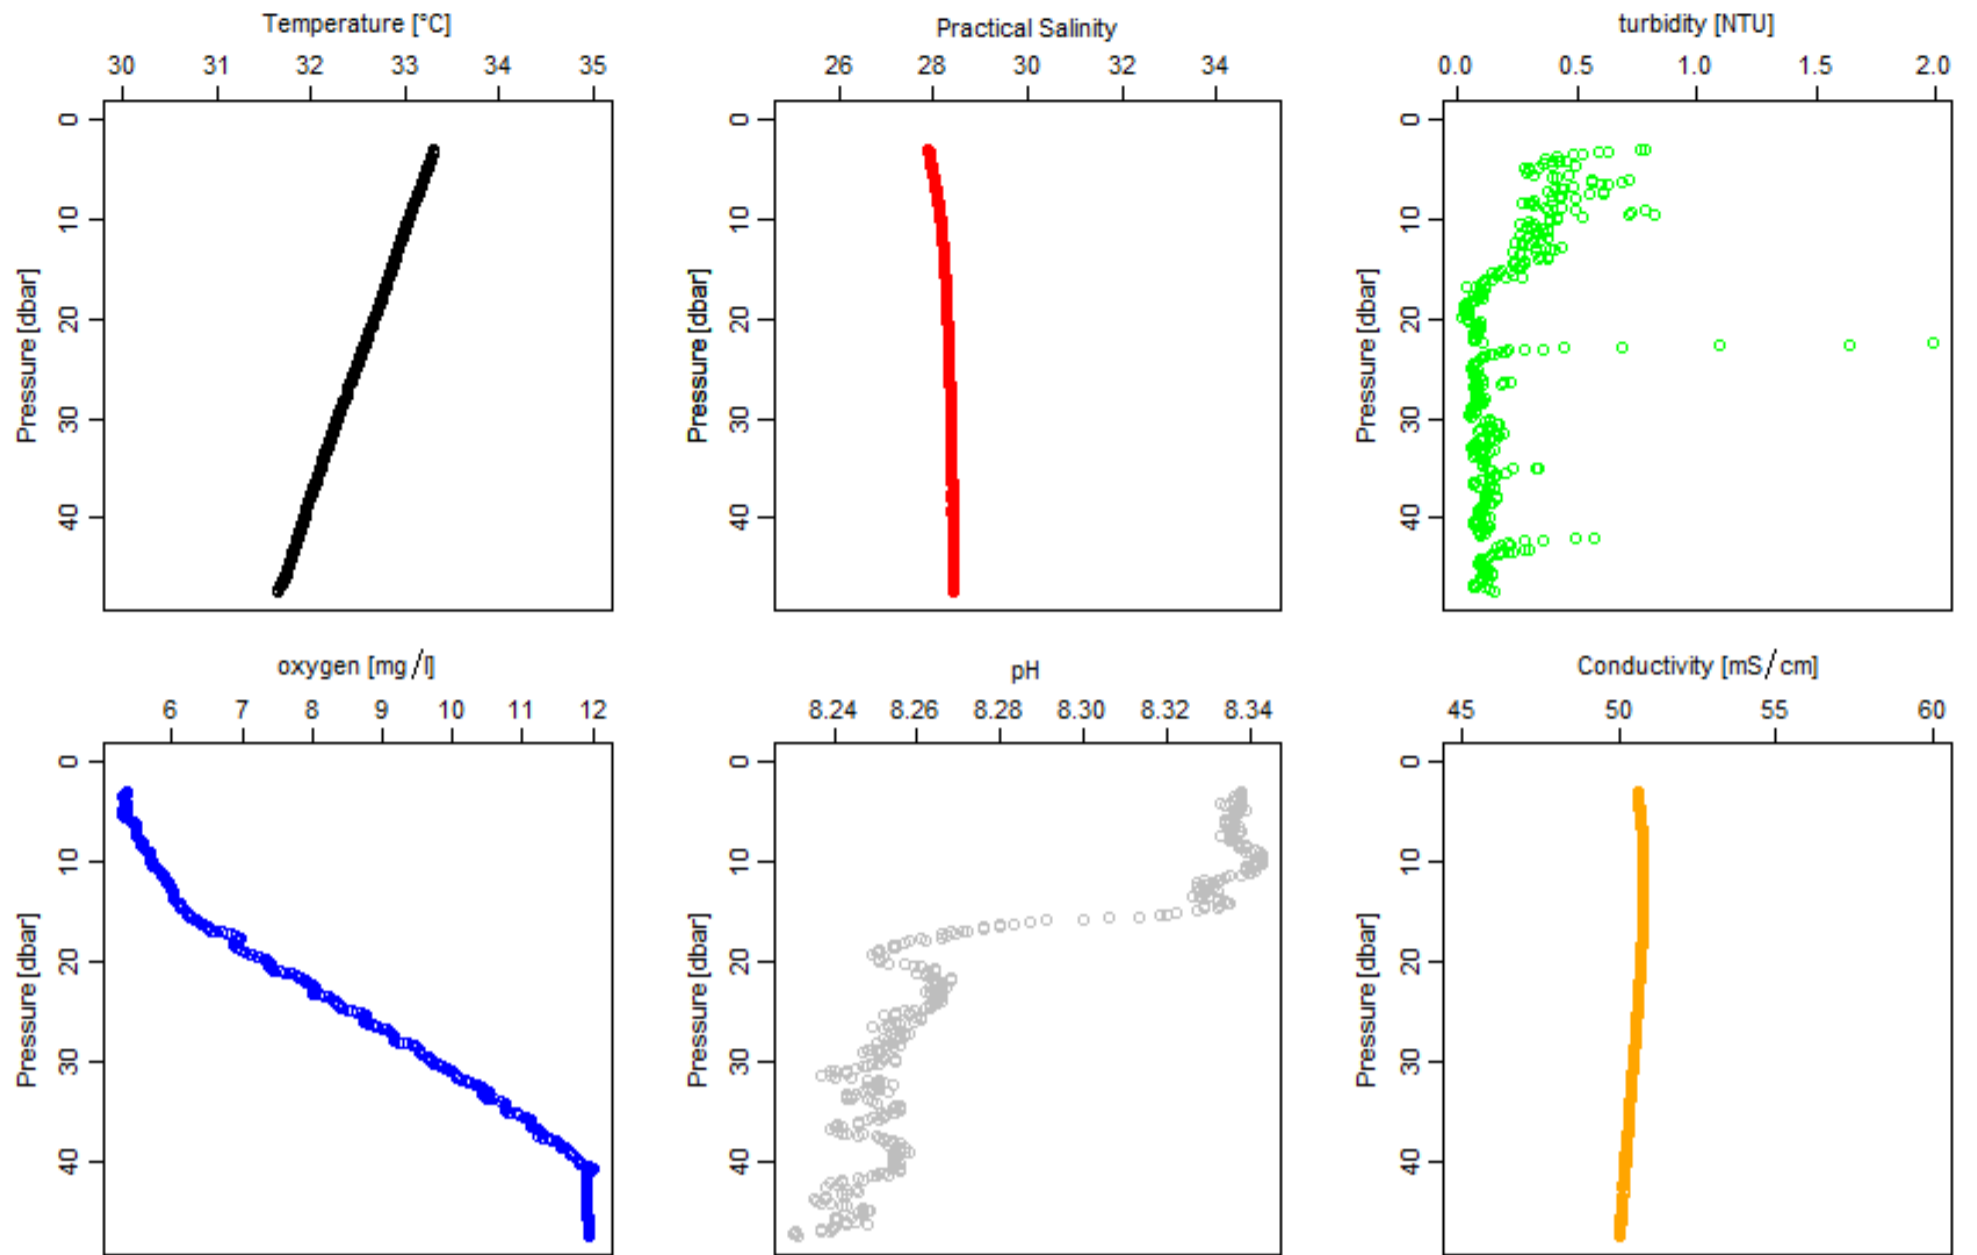 Temperature [°C]
30 31 32 33 34 35
Pressure [dbar]
0 10 20 30 40
Practical Salinity
26 28 30 32 34
Pressure [dbar]
0 10 20 30 40
turbidity [NTU]
0.0 0.5 1.0 1.5 2.0
Pressure [dbar]
0 10 20 30 40
oxygen [mg/l]
6 7 8 9 10 11 12
Pressure [dbar]
0 10 20 30 40
pH
8.24 8.26 8.28 8.30 8.32 8.34
Pressure [dbar]
0 10 20 30 40
Conductivity [mS/cm]
45 50 55 60
Pressure [dbar]
0 10 20 30 40